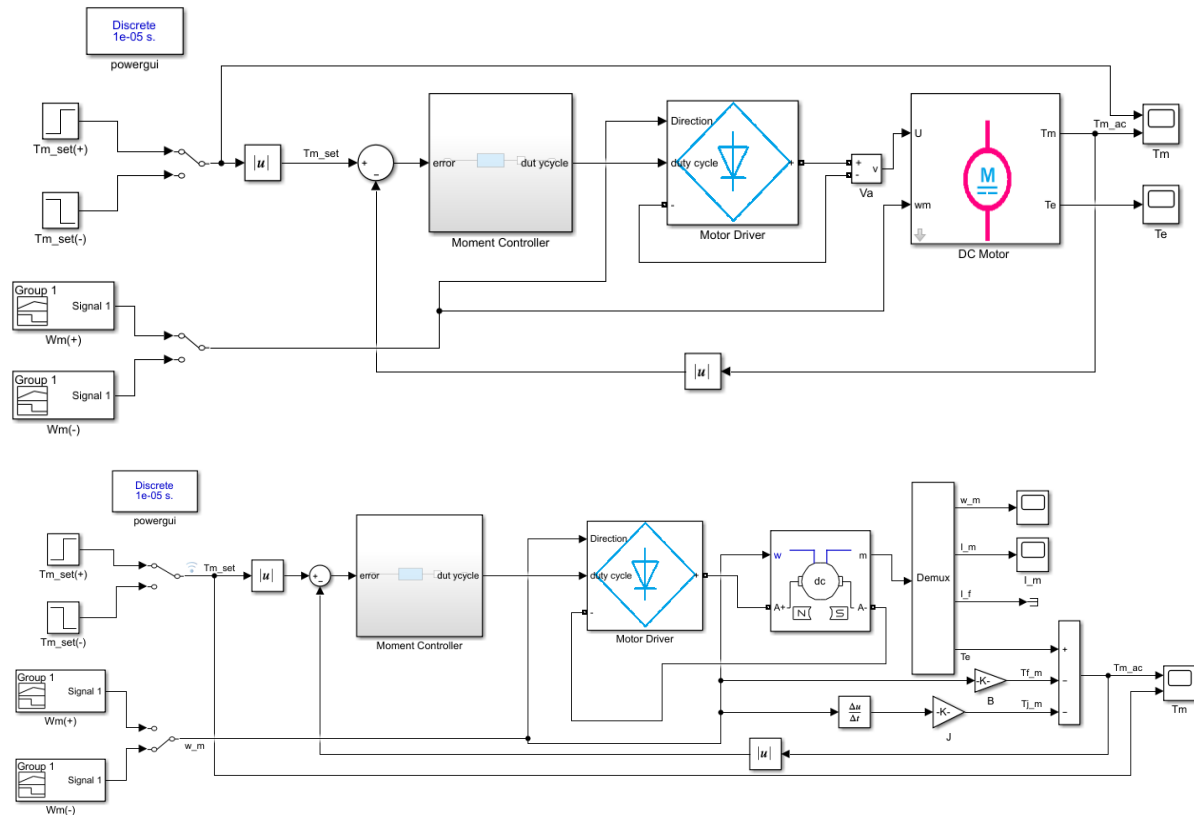 Discrete
1e-05 s.
powergui
Tm_set(+)
Tm_set(-)
|u|
Tm_set
+
−
error
dut ycycle
Moment Controller
Direction
duty cycle
+
-
Motor Driver
+
-
v
Va
U
wm
M
Tm
Te
DC Motor
Tm_ac
Tm
Te
Group 1
Signal 1
Wm(+)
Group 1
Signal 1
Wm(-)
|u|
Discrete
1e-05 s.
powergui
Tm_set(+)
Tm_set(-)
Tm_set
|u|
+
−
error
dut ycycle
Moment Controller
Direction
duty cycle
+
-
Motor Driver
w
m
dc
A+
N
S
A-
Demux
w_m
I_m
I_m
I_f
Te
+
−
−
-K-
B
Tf_m
Δu
Δt
-K-
J
Tj_m
Tm_ac
Tm
Group 1
Signal 1
Wm(+)
Group 1
Signal 1
Wm(-)
w_m
|u|